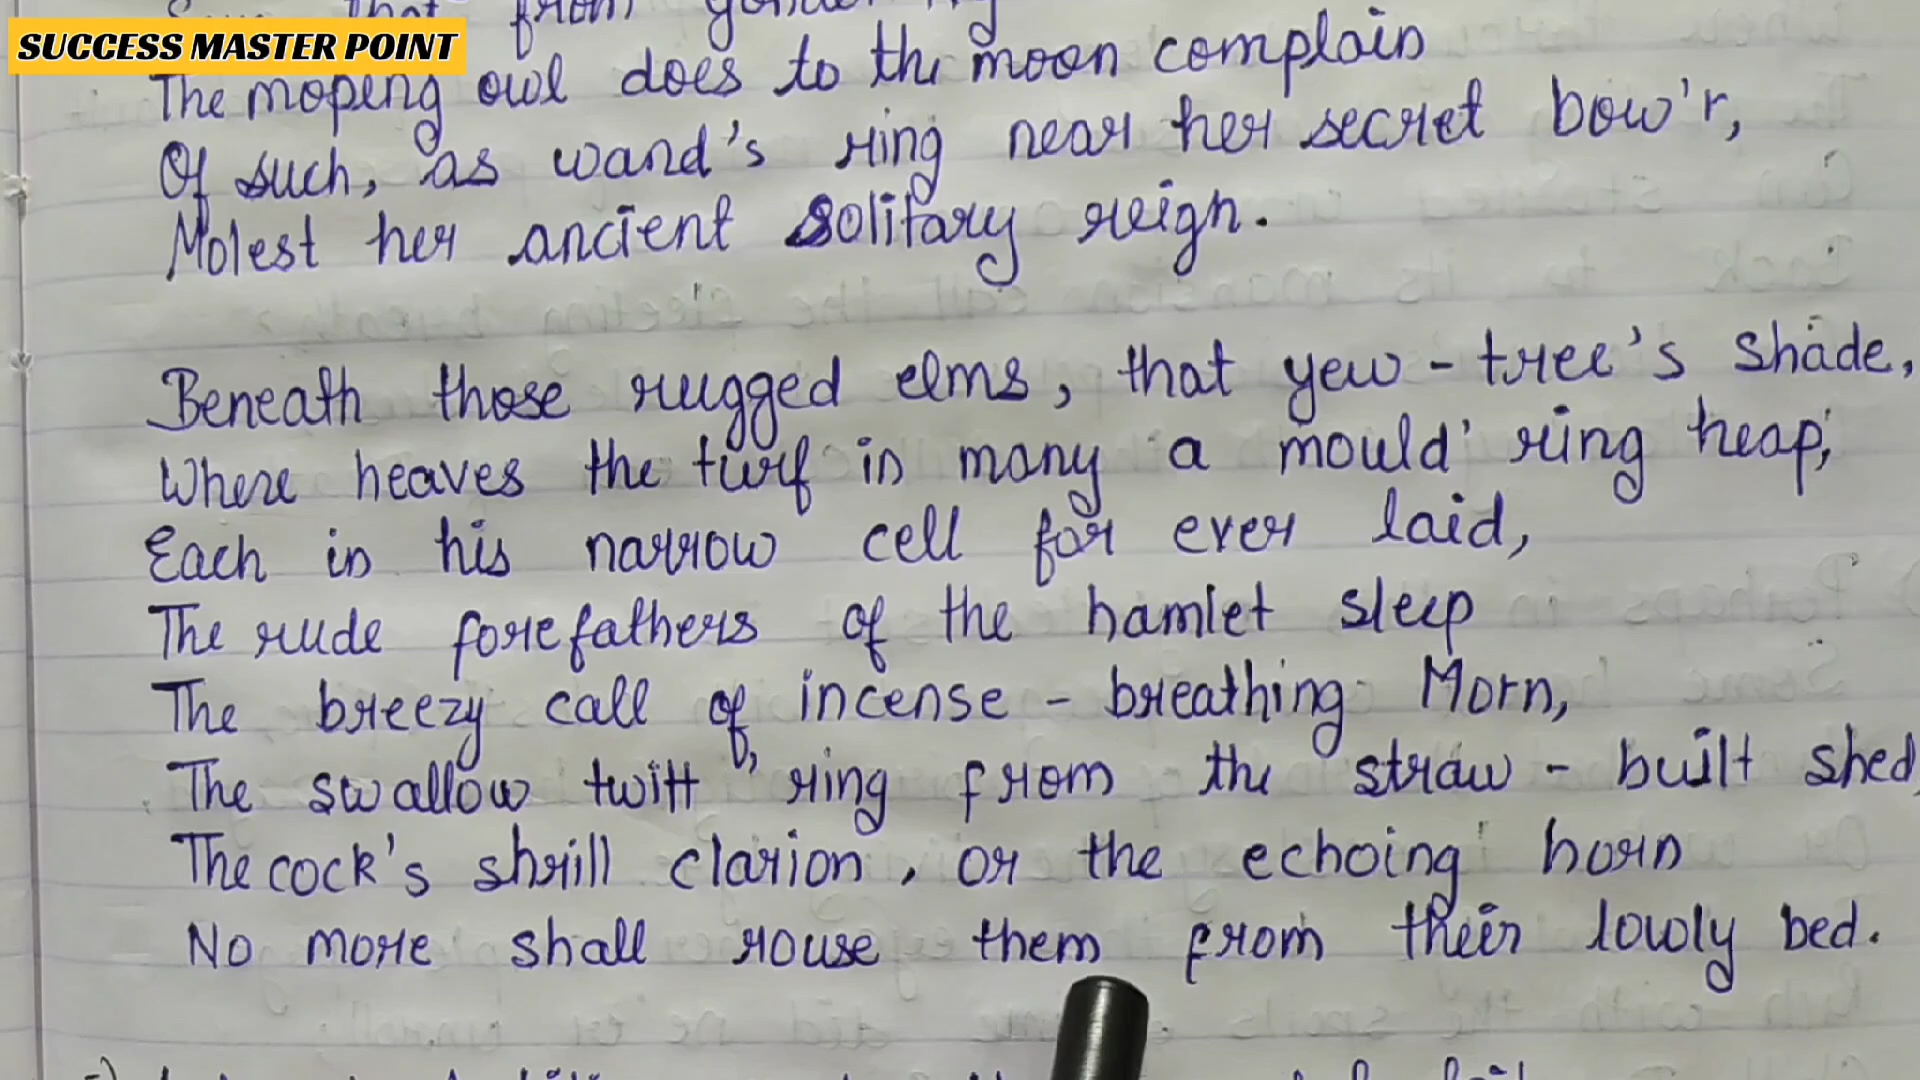 that from
SUCCESS MASTER POINT
The moping owl does to the moon complain
Of such, as wand's ring near her secret bow'r,
Molest her ancient solitary reign.
Beneath those rugged elms, that yew - tree's shade,
Where heaves the turf in many a mould' ring heap,
Each in his narrow cell for ever laid,
The rude forefathers of the hamlet sleep
The breezy call of incense - breathing Morn,
The swallow twitt' ring from the straw - built shed,
The cock's shrill clarion, or the echoing horn
No more shall rouse them from their lowly bed.